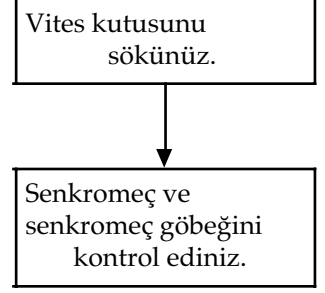 Vites kutusunu
sökünüz.
Senkromeç ve
senkromeç göbeğini
kontrol ediniz.